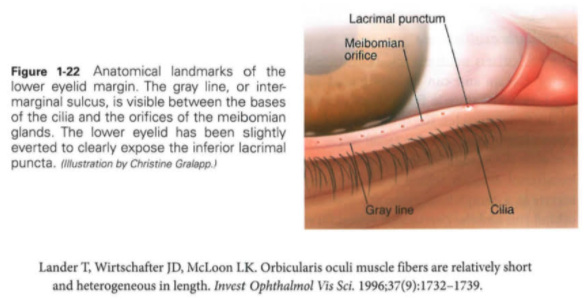 Lacrimal punctum
Meibomian
orifice
Figure 1-22 Anatomical landmarks of the
lower eyelid margin. The gray line, or inter-
marginal sulcus, is visible between the bases
of the cilia and the orifices of the meibomian
glands. The lower eyelid has been slightly
everted to clearly expose the inferior lacrimal
puncta. (Illustration by Christine Gralapp.)
Gray line
Cilia
Lander T, Wirtschafter JD, McLoon LK. Orbicularis oculi muscle fibers are relatively short
and heterogeneous in length. Invest Ophthalmol Vis Sci. 1996;37(9):1732–1739.